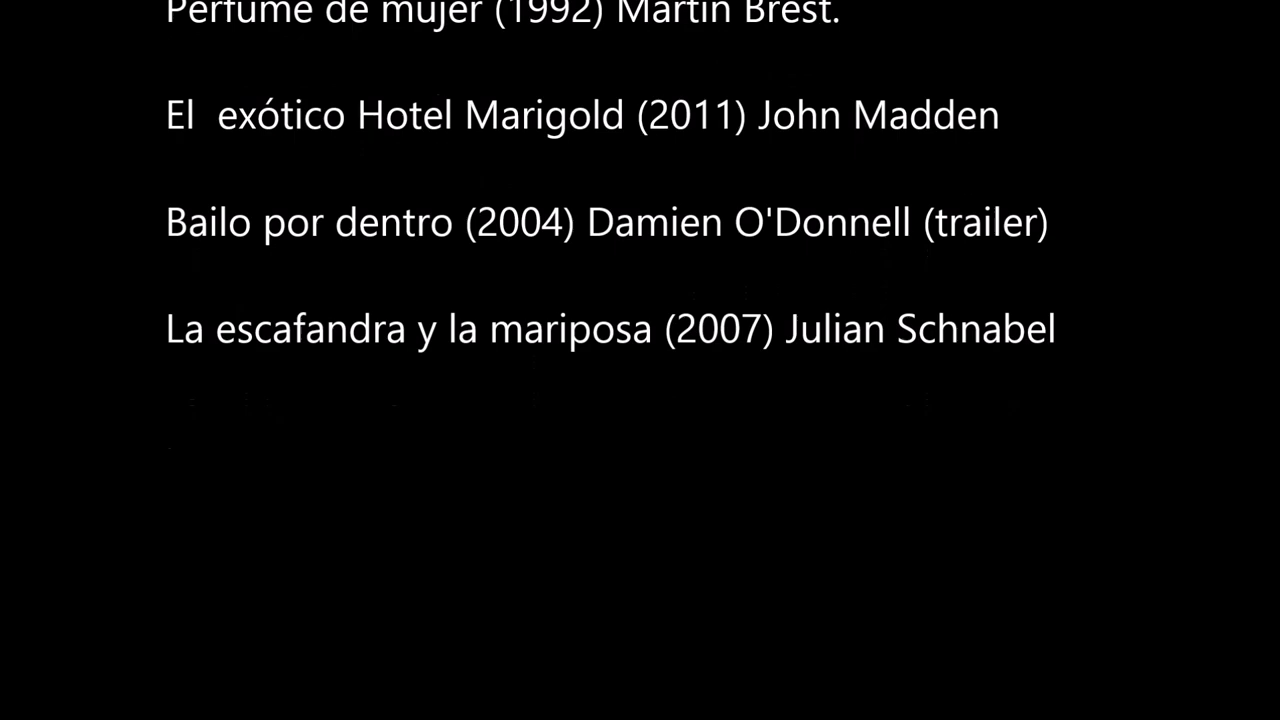 Perfume de mujer (1992) Martin Brest.
El  exótico Hotel Marigold (2011) John Madden
Bailo por dentro (2004) Damien O'Donnell (trailer)
La escafandra y la mariposa (2007) Julian Schnabel